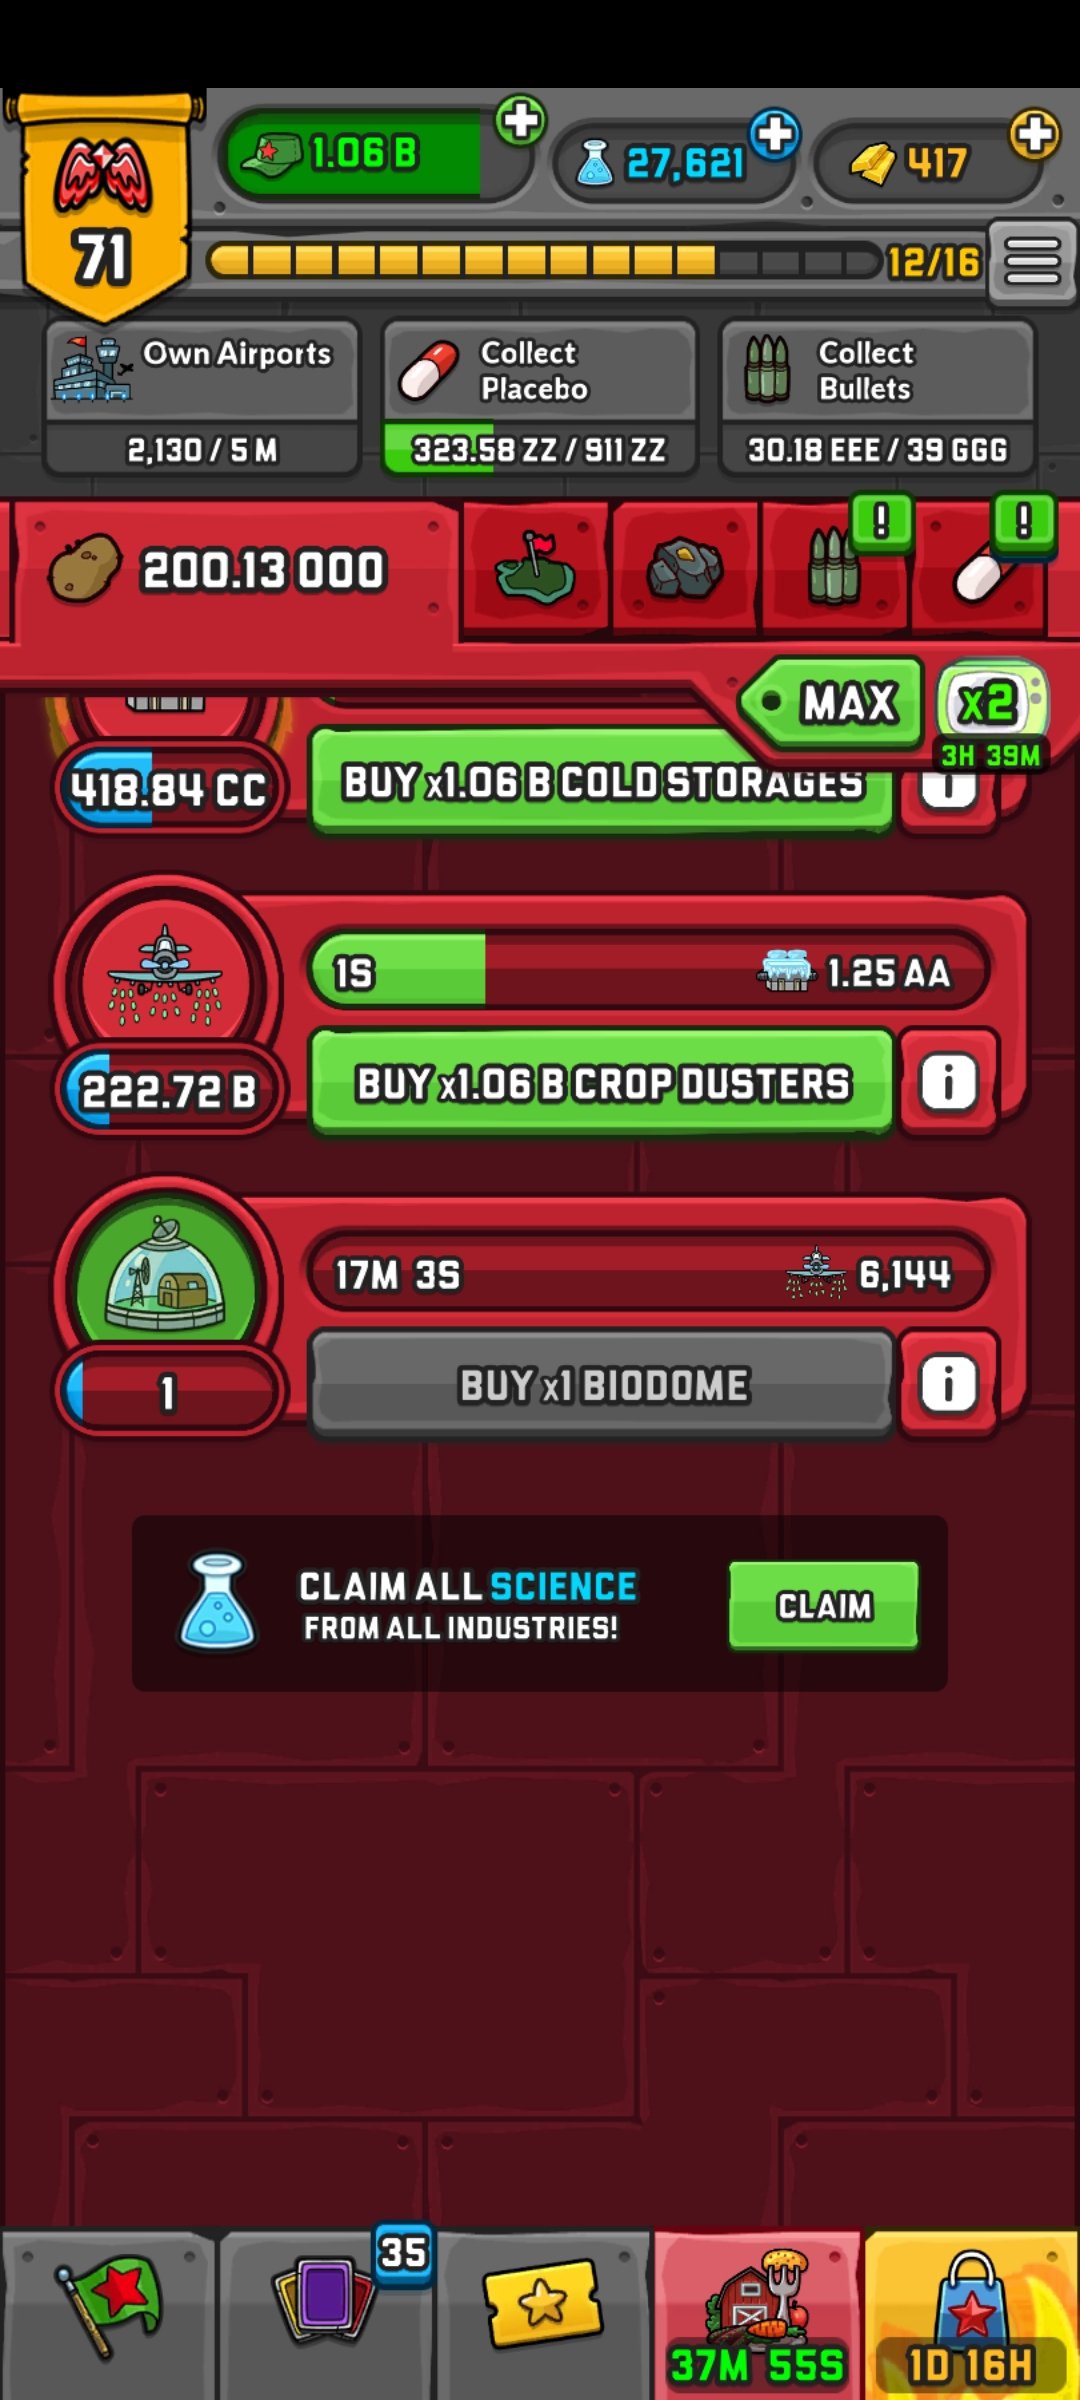 1.06 B
27,621
417
71
12/16
Own Airports
2,130 / 5 M
Collect
Placebo
323.58 ZZ / 911 ZZ
Collect
Bullets
30.18 EEE / 39 GGG
200.13 OOO
!
!
MAX
x2
3H 39M
418.84 CC
BUY x1.06 B COLD STORAGES
i
1S
1.25 AA
222.72 B
BUY x1.06 B CROP DUSTERS
i
17M 3S
6,144
1
BUY x1 BIODOME
i
CLAIM ALL SCIENCE
FROM ALL INDUSTRIES!
CLAIM
35
37M 55S
1D 16H